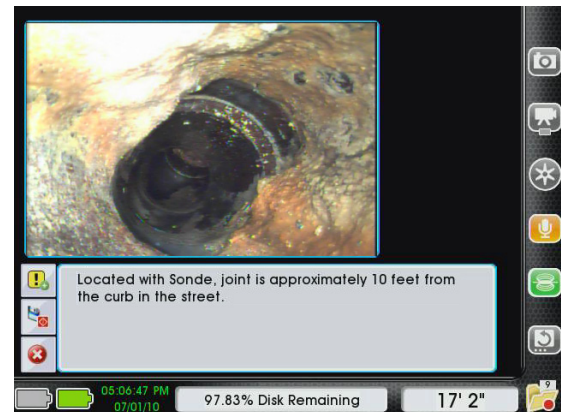 Located with Sonde, joint is approximately 10 feet from
the curb in the street.
05:06:47 PM
07/01/10
97.83% Disk Remaining
17' 2"
9